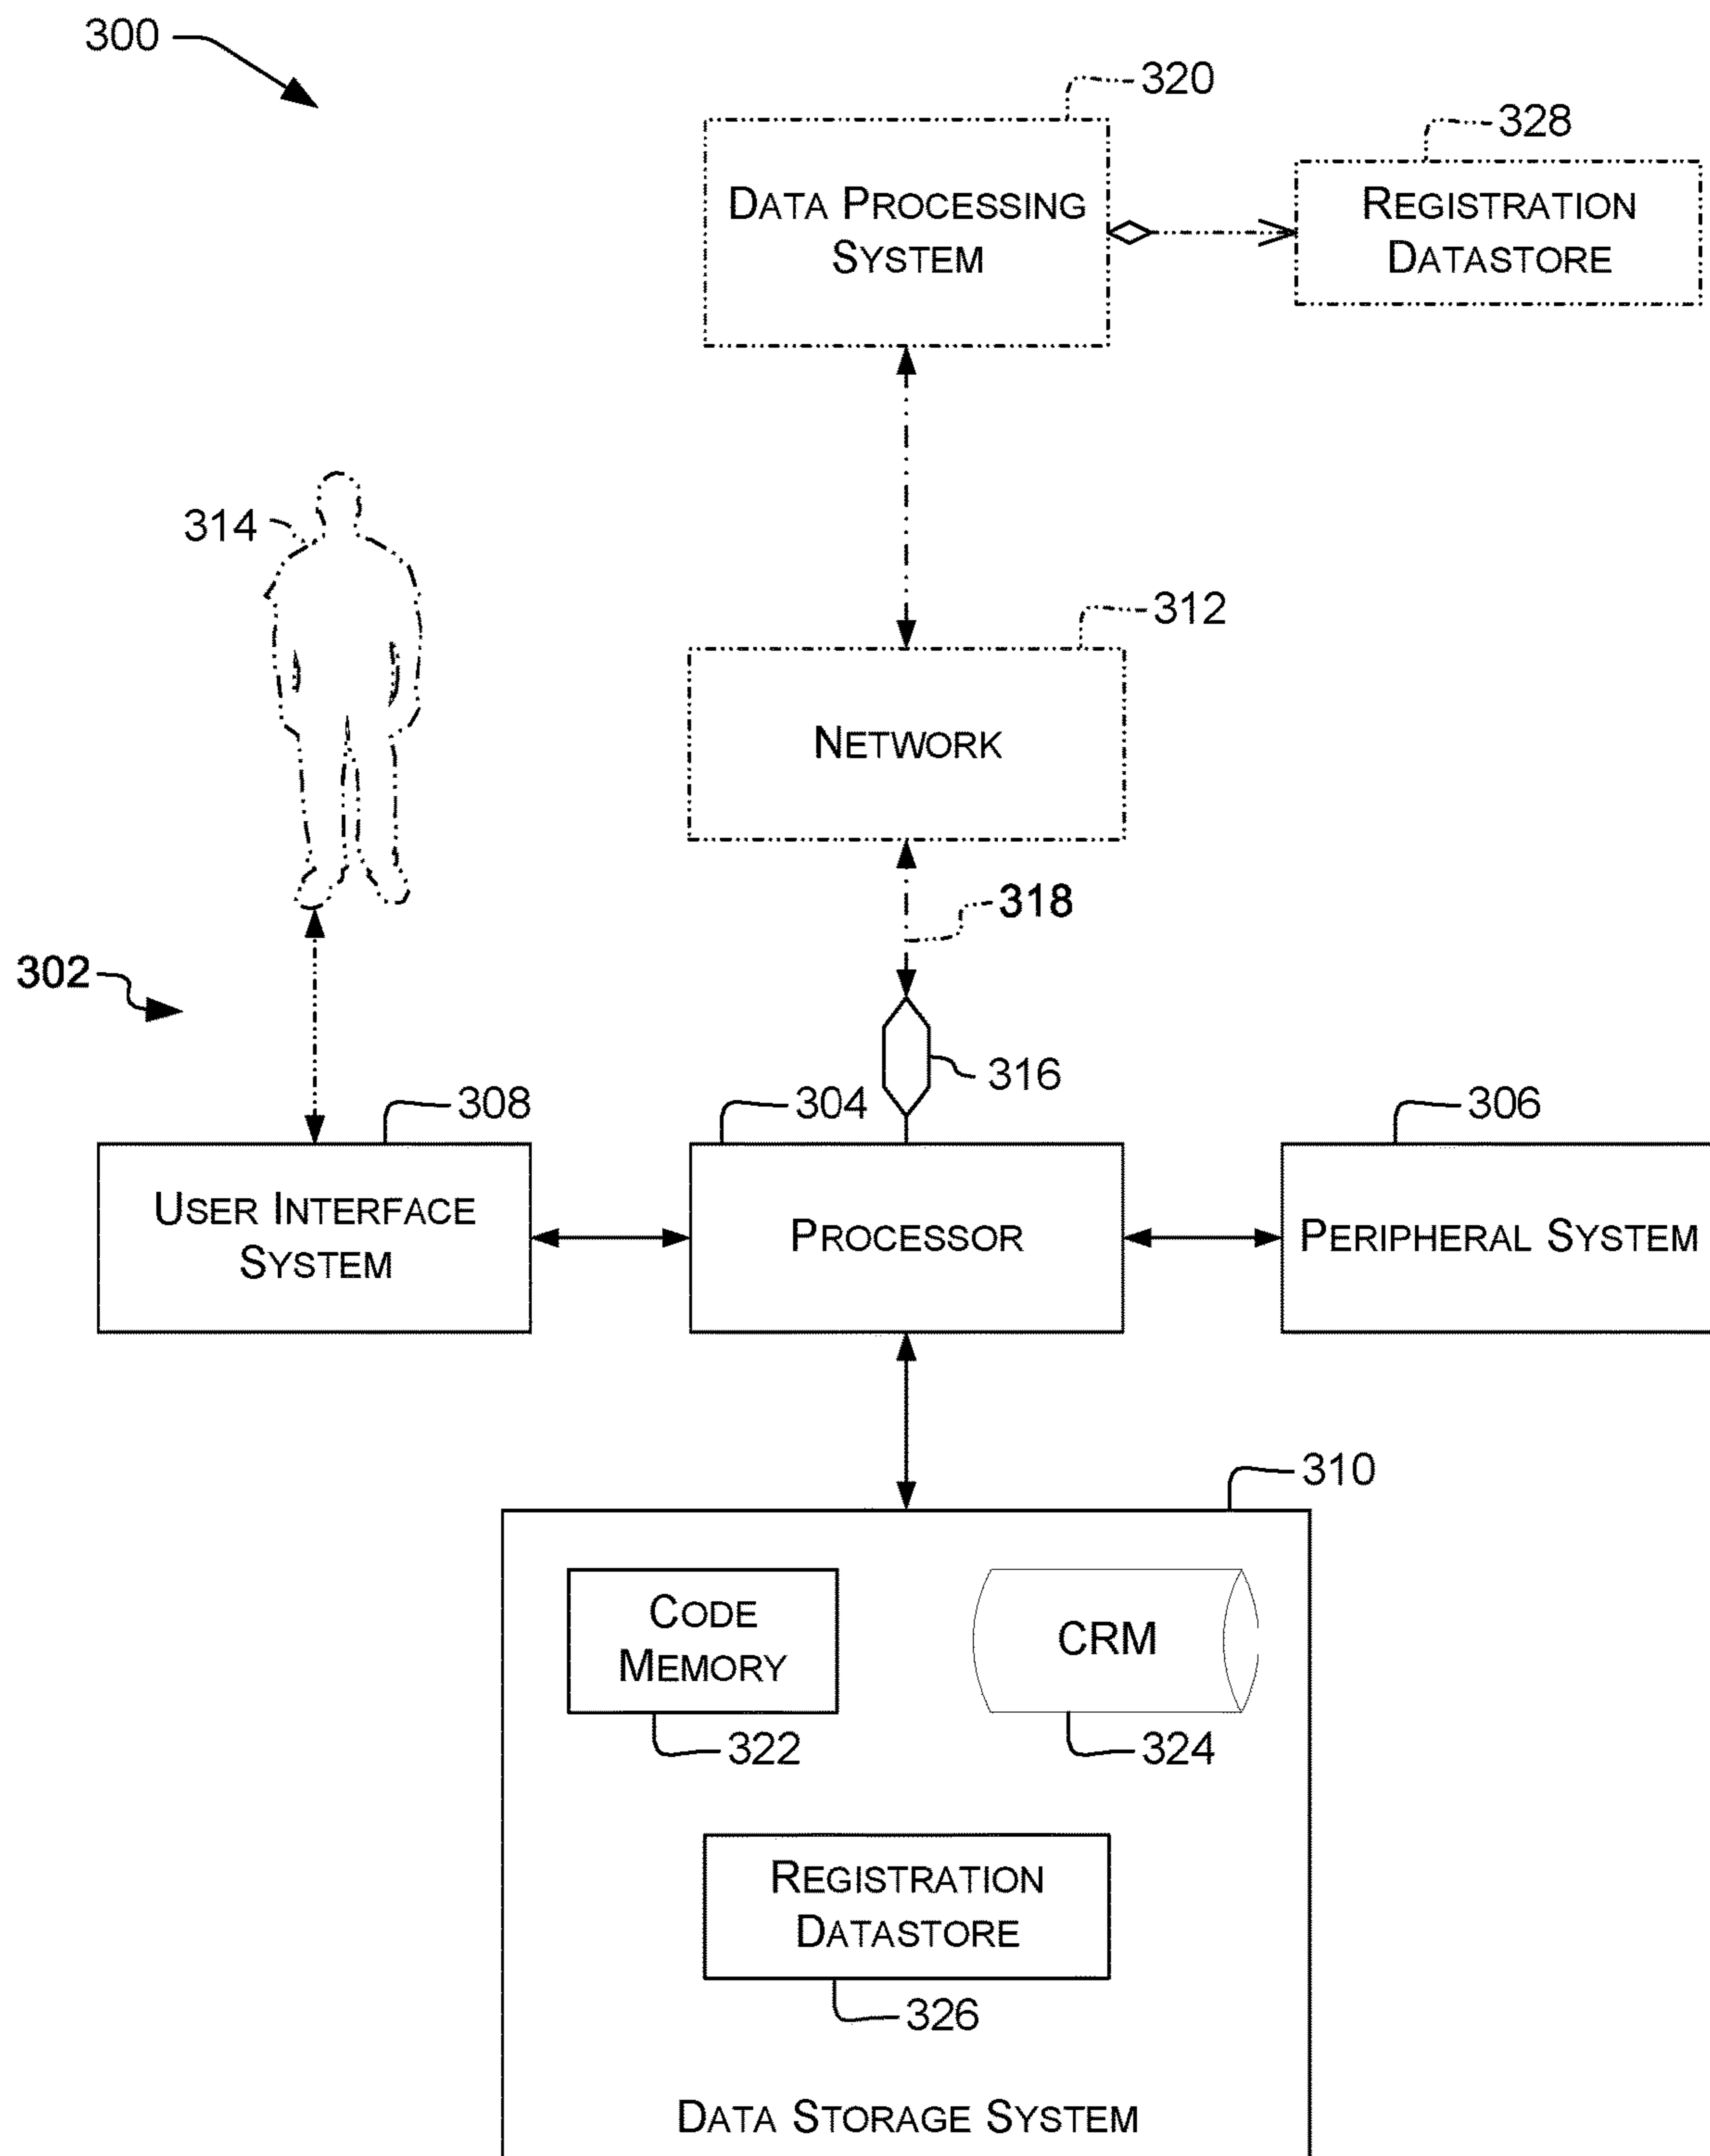 300
320
328
DATA PROCESSING
SYSTEM
REGISTRATION
DATASTORE
314
312
NETWORK
318
302
316
308
304
306
USER INTERFACE
SYSTEM
PROCESSOR
PERIPHERAL SYSTEM
310
CODE
MEMORY
CRM
322
324
REGISTRATION
DATASTORE
326
DATA STORAGE SYSTEM